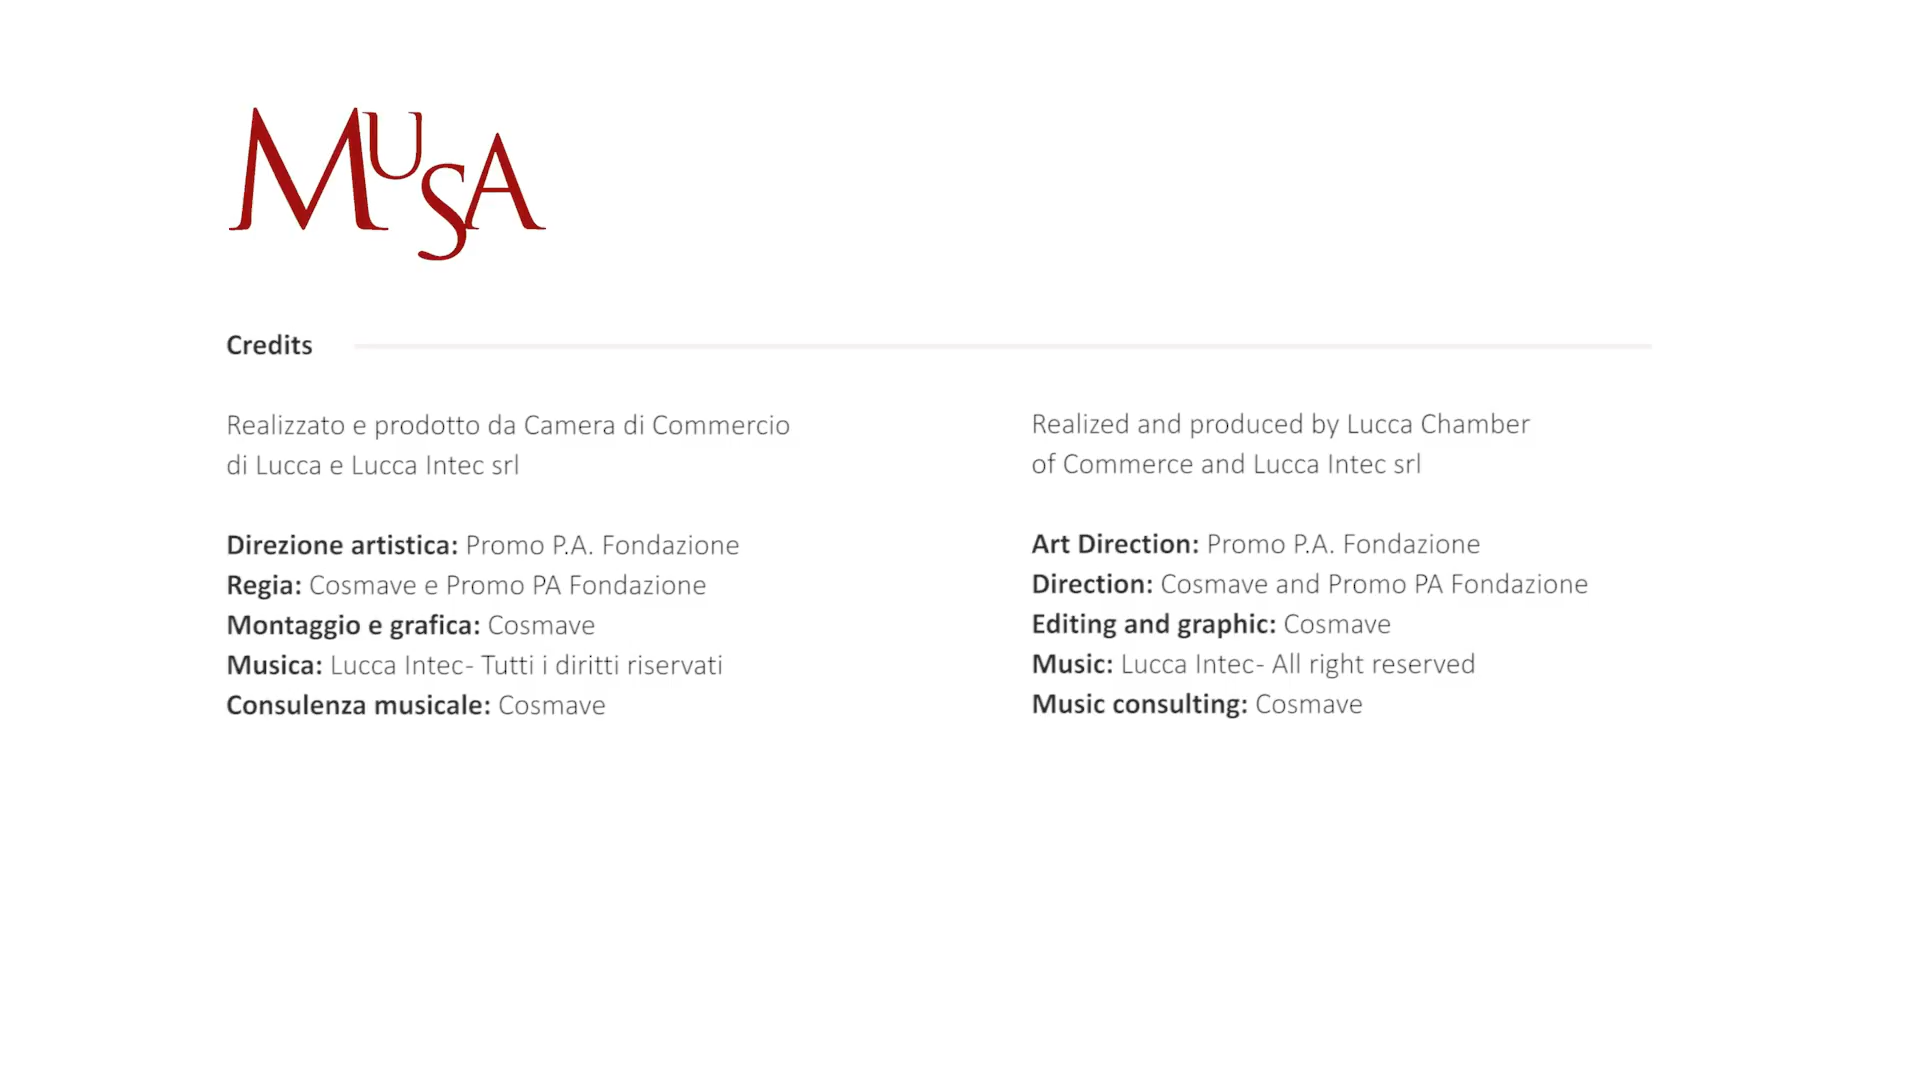 MUSA
Credits
Realizzato e prodotto da Camera di Commercio
di Lucca e Lucca Intec srl
Direzione artistica: Promo P.A. Fondazione
Regia: Cosmave e Promo PA Fondazione
Montaggio e grafica: Cosmave
Musica: Lucca Intec- Tutti i diritti riservati
Consulenza musicale: Cosmave
Realized and produced by Lucca Chamber
of Commerce and Lucca Intec srl
Art Direction: Promo P.A. Fondazione
Direction: Cosmave and Promo PA Fondazione
Editing and graphic: Cosmave
Music: Lucca Intec- All right reserved
Music consulting: Cosmave